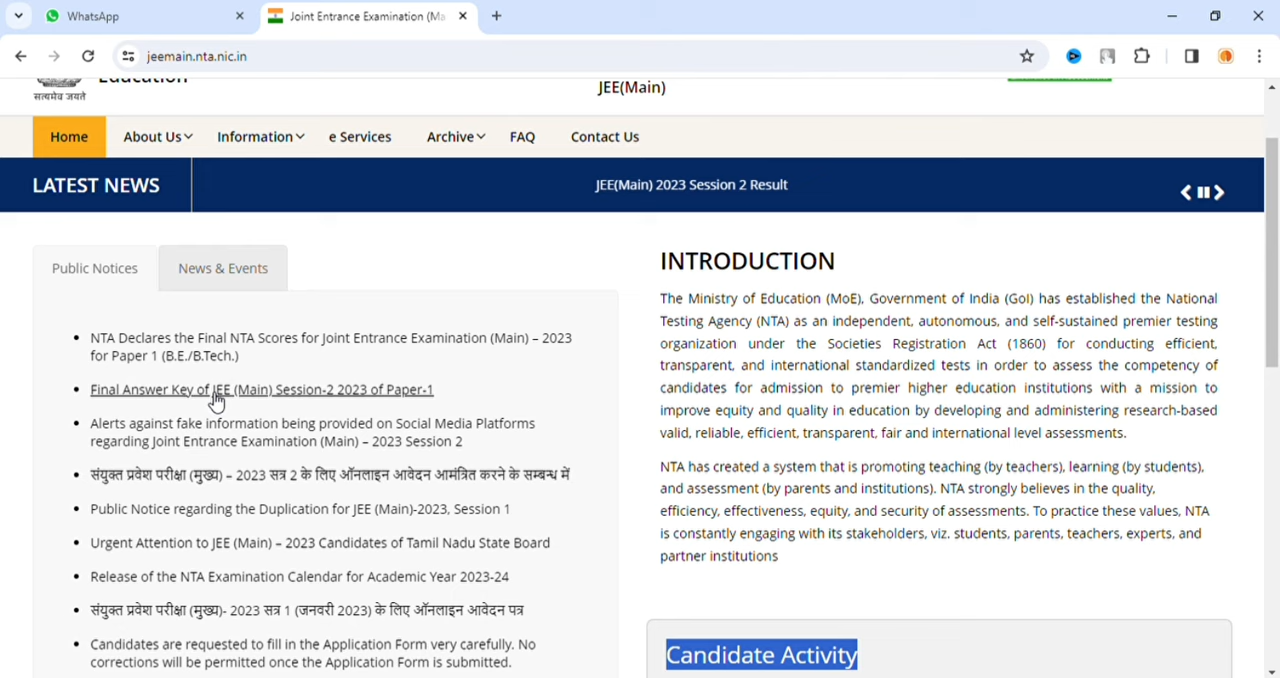 WhatsApp
Joint Entrance Examination (Ma
jeemain.nta.nic.in
Education
सत्यमेव जयते
JEE(Main)
Home About Us Information e Services Archive FAQ Contact Us
LATEST NEWS
JEE(Main) 2023 Session 2 Result
Public Notices
News & Events
NTA Declares the Final NTA Scores for Joint Entrance Examination (Main) – 2023
for Paper 1 (B.E./B.Tech.)
Final Answer Key of JEE (Main) Session-2 2023 of Paper-1
Alerts against fake information being provided on Social Media Platforms
regarding Joint Entrance Examination (Main) – 2023 Session 2
संयुक्त प्रवेश परीक्षा (मुख्य) – 2023 सत्र 2 के लिए ऑनलाइन आवेदन आमंत्रित करने के सम्बन्ध में
Public Notice regarding the Duplication for JEE (Main)-2023, Session 1
Urgent Attention to JEE (Main) – 2023 Candidates of Tamil Nadu State Board
Release of the NTA Examination Calendar for Academic Year 2023-24
संयुक्त प्रवेश परीक्षा (मुख्य)- 2023 सत्र 1 (जनवरी 2023) के लिए ऑनलाइन आवेदन पत्र
Candidates are requested to fill in the Application Form very carefully. No
corrections will be permitted once the Application Form is submitted.
INTRODUCTION
The Ministry of Education (MoE), Government of India (GoI) has established the National
Testing Agency (NTA) as an independent, autonomous, and self-sustained premier testing
organization under the Societies Registration Act (1860) for conducting efficient,
transparent, and international standardized tests in order to assess the competency of
candidates for admission to premier higher education institutions with a mission to
improve equity and quality in education by developing and administering research-based
valid, reliable, efficient, transparent, fair and international level assessments.
NTA has created a system that is promoting teaching (by teachers), learning (by students),
and assessment (by parents and institutions). NTA strongly believes in the quality,
efficiency, effectiveness, equity, and security of assessments. To practice these values, NTA
is constantly engaging with its stakeholders, viz. students, parents, teachers, experts, and
partner institutions
Candidate Activity